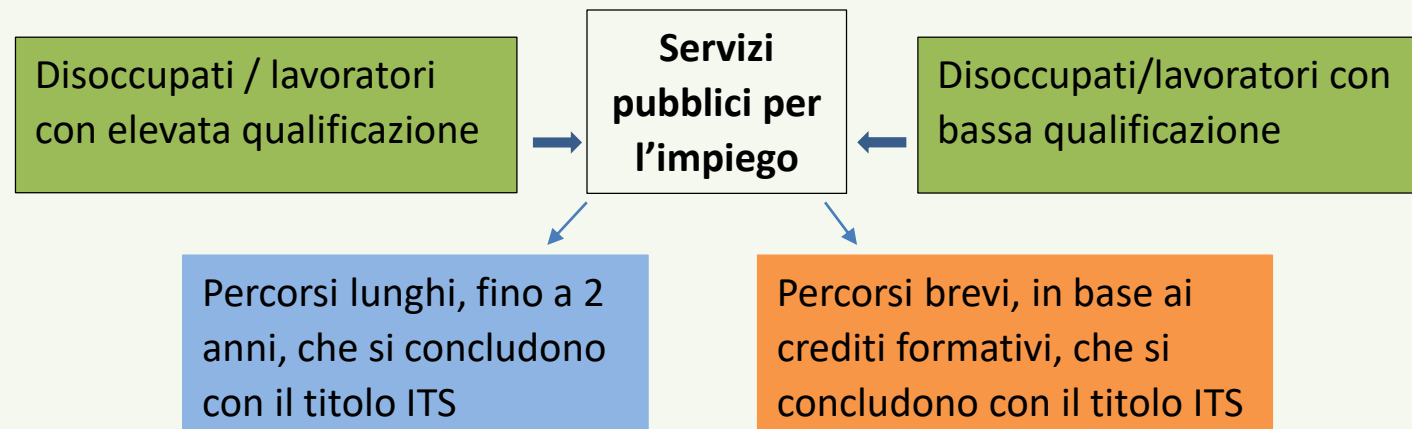 Disoccupati / lavoratori
con elevata qualificazione
Servizi
pubblici per
l’impiego
Disoccupati/lavoratori con
bassa qualificazione
Percorsi lunghi, fino a 2
anni, che si concludono
con il titolo ITS
Percorsi brevi, in base ai
crediti formativi, che si
concludono con il titolo ITS